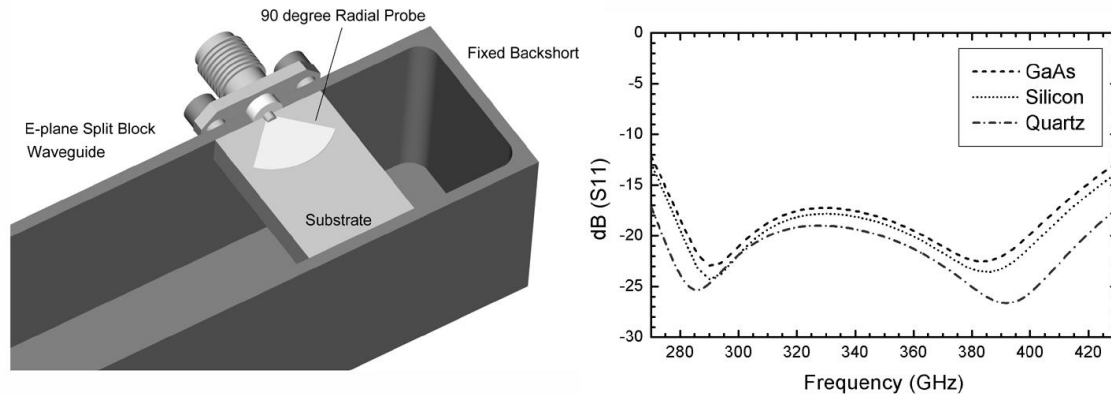 90 degree Radial Probe
Fixed Backshort
E-plane Split Block
Waveguide
Substrate
0
-5
-10
-15
-20
-25
-30
dB (S11)
280 300 320 340 360 380 400 420
Frequency (GHz)
GaAs
Silicon
Quartz